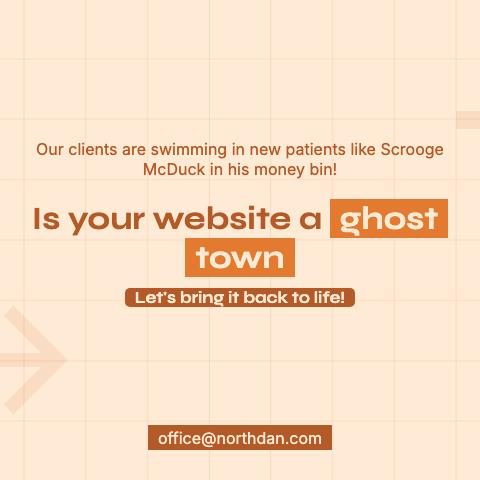 Our clients are swimming in new patients like Scrooge
McDuck in his money bin!
Is your website a ghost
town
Let's bring it back to life!
office@northdan.com